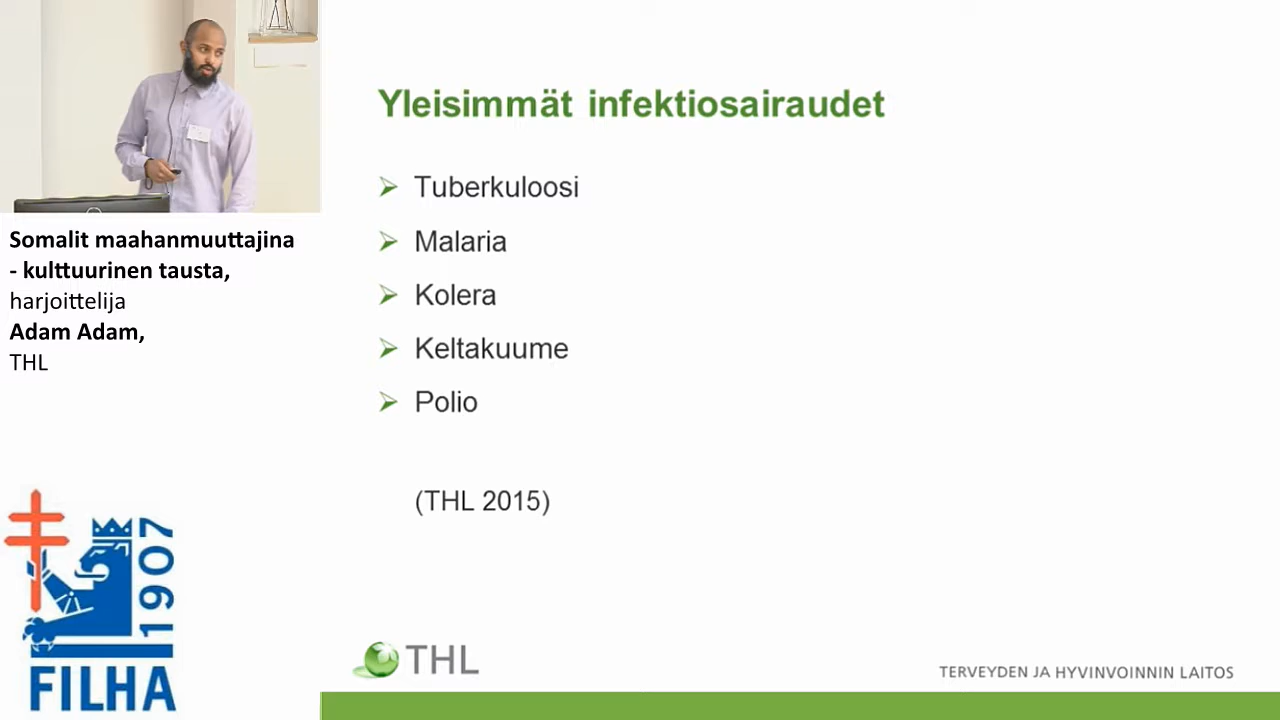 Somalit maahanmuuttajina
- kulttuurinen tausta,
harjoittelija
Adam Adam,
THL
1907
FILHA
Yleisimmät infektiosairaudet
Tuberkuloosi
Malaria
Kolera
Keltakuume
Polio
(THL 2015)
THL
TERVEYDEN JA HYVINVOINNIN LAITOS